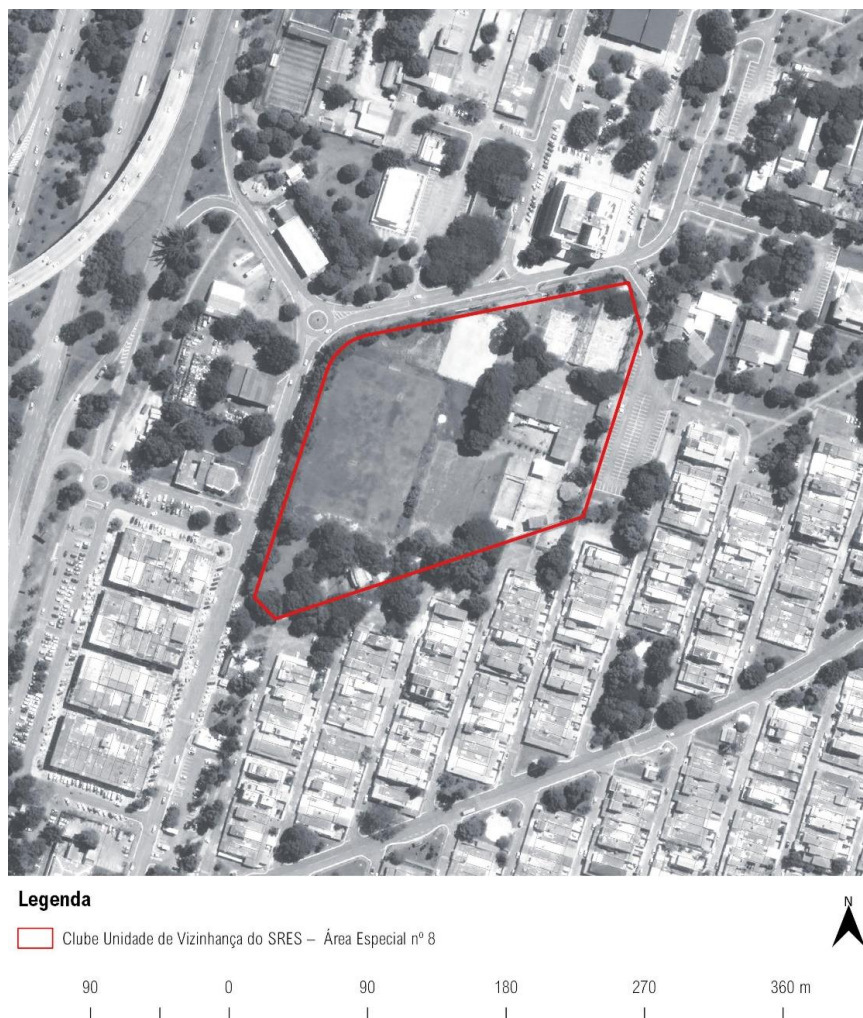 Legenda
N
Clube Unidade de Vizinhança do SRES – Área Especial nº 8
90 0 90 180 270 360 m